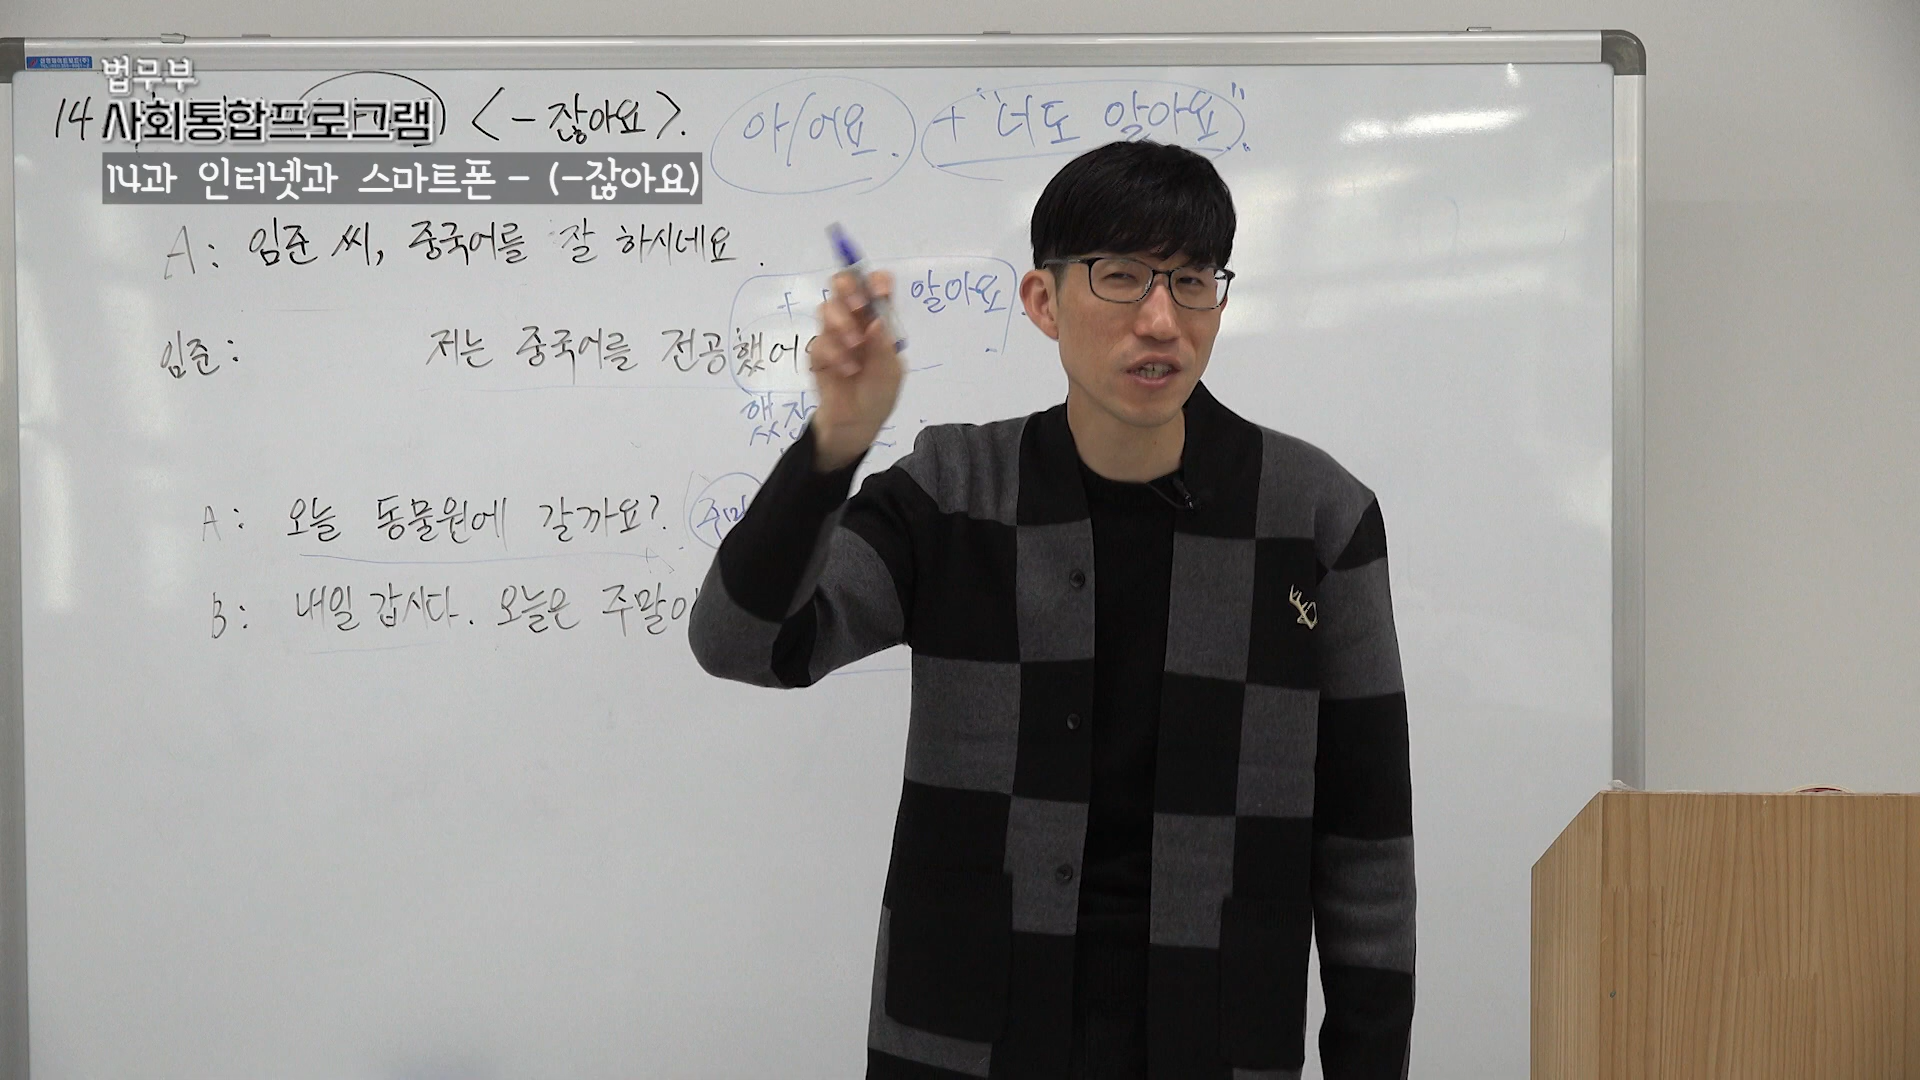 법무부
사회통합프로그램
14 <-잖아요>. 아/어요. + "너도 알아요."
14과 인터넷과 스마트폰 - (-잖아요)
A: 임준 씨, 중국어를 잘 하시네요.
+ 알아요.
임준: 저는 중국어를 전공했어
했잖
A: 오늘 동물원에 갈까요? 주말
B: 내일 갑시다. 오늘은 주말이